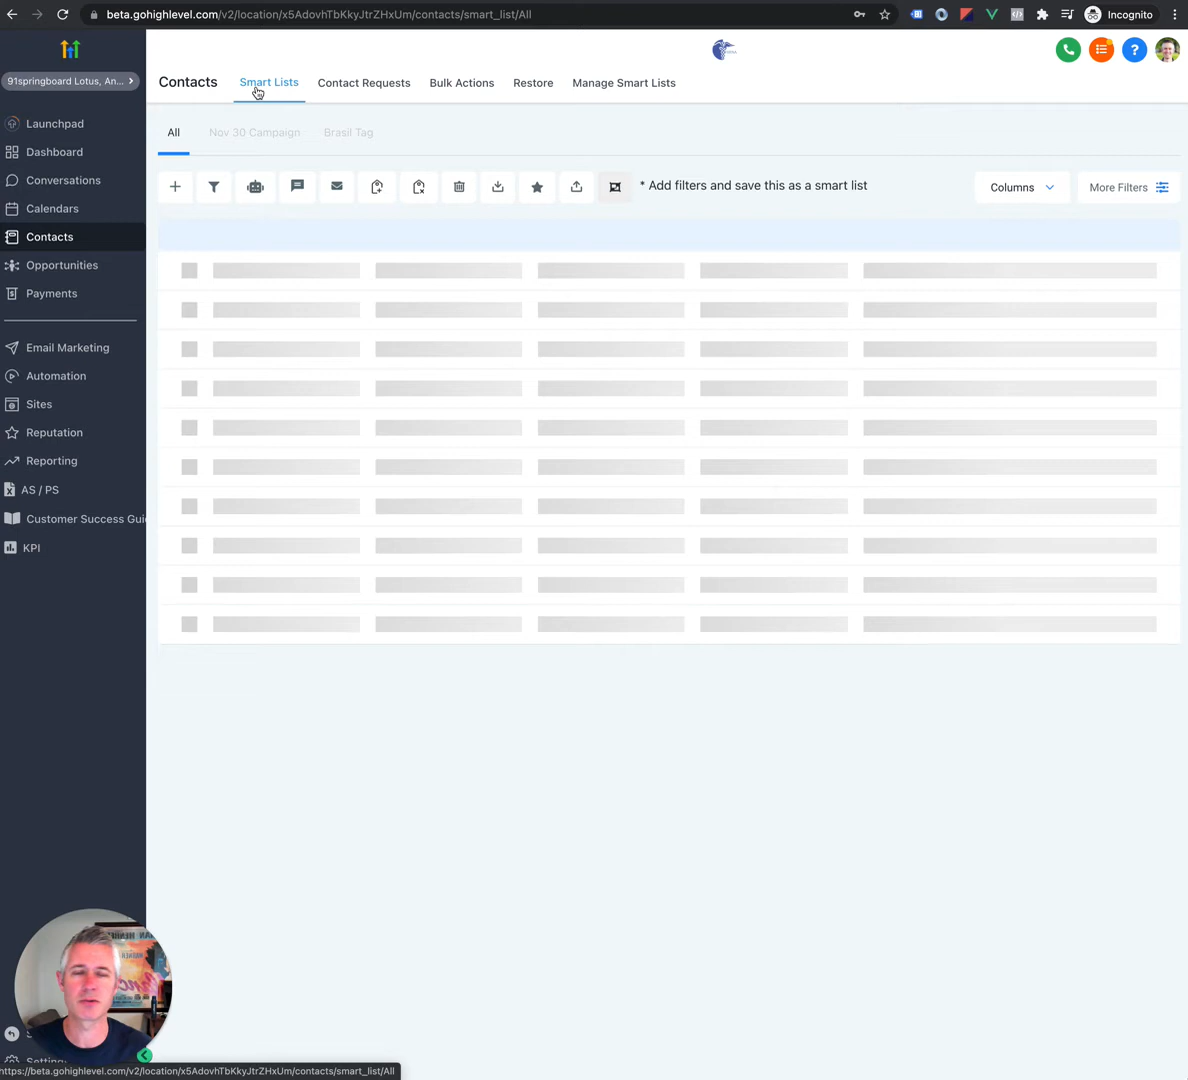 beta.gohighlevel.com/v2/location/x5AdovhTbKkyJtrZHxUm/contacts/smart_list/All
Incognito
91springboard Lotus, An...
Contacts
Smart Lists
Contact Requests
Bulk Actions
Restore
Manage Smart Lists
Launchpad
Dashboard
Conversations
Calendars
Contacts
Opportunities
Payments
Email Marketing
Automation
Sites
Reputation
Reporting
AS / PS
Customer Success Gui
KPI
All
Nov 30 Campaign
Brasil Tag
* Add filters and save this as a smart list
Columns
More Filters
https://beta.gohighlevel.com/v2/location/x5AdovhTbKkyJtrZHxUm/contacts/smart_list/All